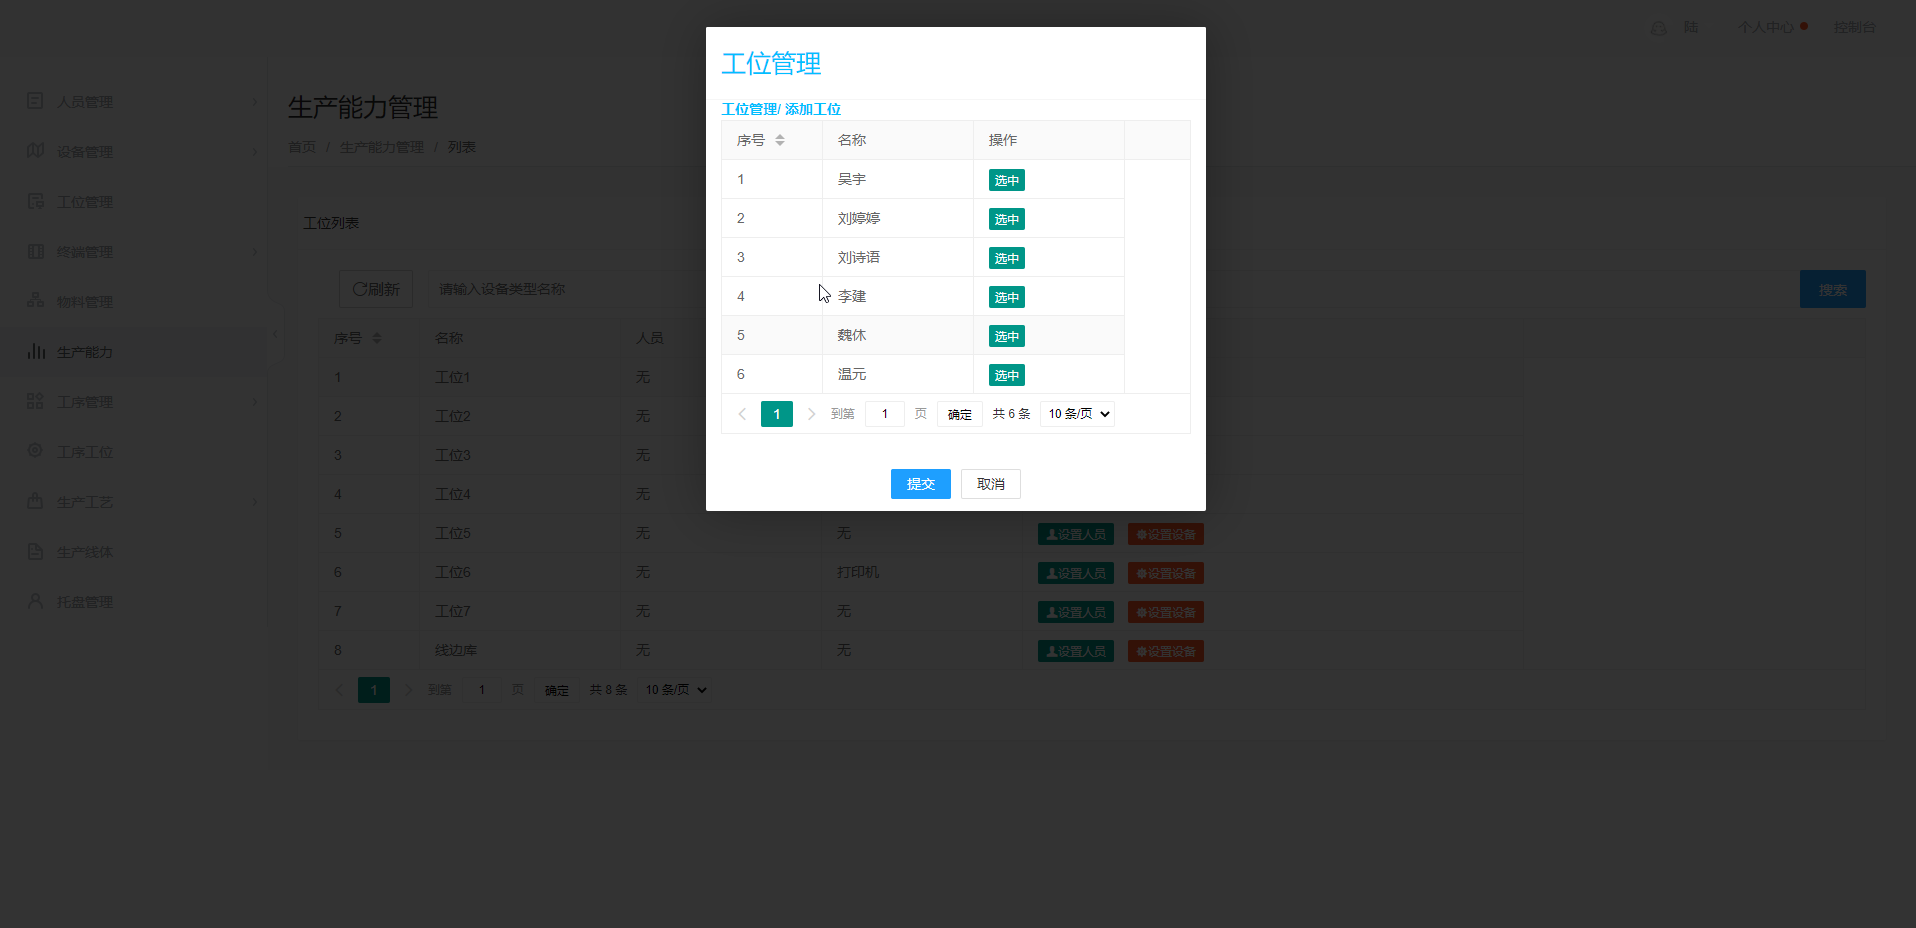 陆 个人中心 控制台
人员管理
设备管理
工位管理
终端管理
物料管理
生产能力
工序管理
工序工位
生产工艺
生产线体
托盘管理
生产能力管理
首页 / 生产能力管理 / 列表
工位列表
刷新 请输入设备类型名称 搜索
序号 名称 人员
1 工位1 无
2 工位2 无
3 工位3 无
4 工位4 无
5 工位5 无 无 设置人员 设置设备
6 工位6 无 打印机 设置人员 设置设备
7 工位7 无 无 设置人员 设置设备
8 线边库 无 无 设置人员 设置设备
1 到第 1 页 确定 共 8 条 10 条/页
工位管理
工位管理/ 添加工位
序号 名称 操作
1 吴宇 选中
2 刘婷婷 选中
3 刘诗语 选中
4 李建 选中
5 魏休 选中
6 温元 选中
1 到第 1 页 确定 共 6 条 10 条/页
提交 取消